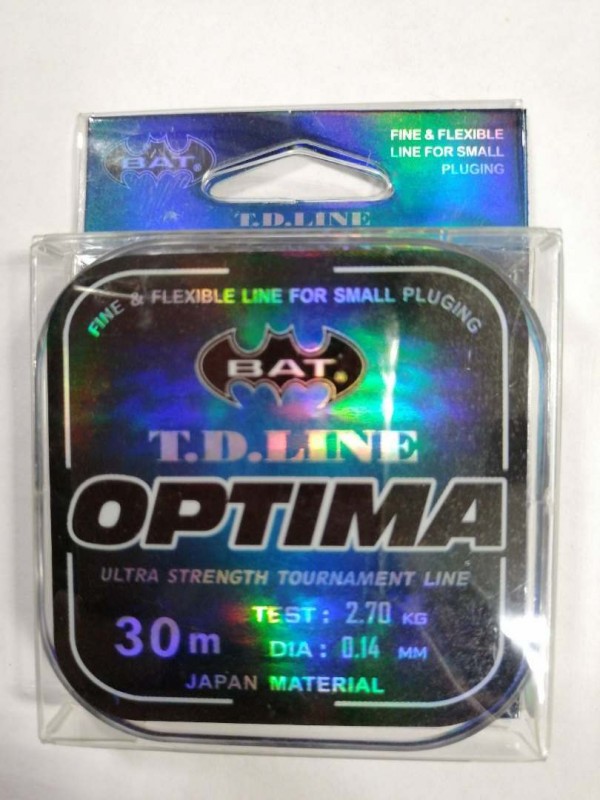 BAT.
FINE & FLEXIBLE
LINE FOR SMALL
PLUGING
T.D.LINE
FINE & FLEXIBLE LINE FOR SMALL PLUGING
BAT®
T.D.LINE
OPTIMA
ULTRA STRENGTH TOURNAMENT LINE
30m
TEST: 2.70 KG
DIA: 0.14 MM
JAPAN MATERIAL